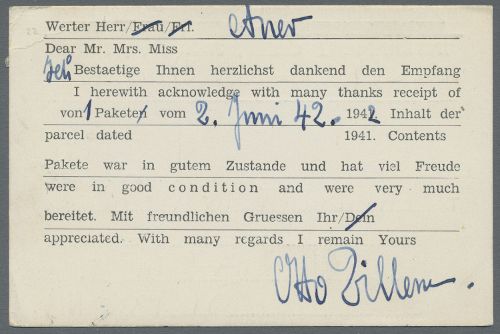 Werter Herr/Frau/Frl.
Dear Mr. Mrs. Miss
Ich Bestaetige Ihnen herzlichst dankend den Empfang
I herewith acknowledge with many thanks receipt of
von 1 Paketen vom 2. Juni 42. 1942 Inhalt der
parcel dated 1941. Contents
Pakete war in gutem Zustande und hat viel Freude
were in good condition and were very much
bereitet. Mit freundlichen Gruessen Ihr/Dein
appreciated. With many regards I remain Yours
Otto